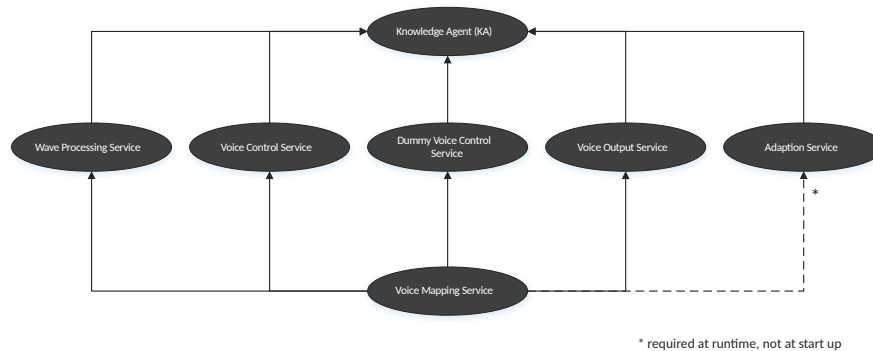 Knowledge Agent (KA)
Wave Processing Service
Voice Control Service
Dummy Voice Control
Service
Voice Output Service
Adaption Service
*
Voice Mapping Service
* required at runtime, not at start up